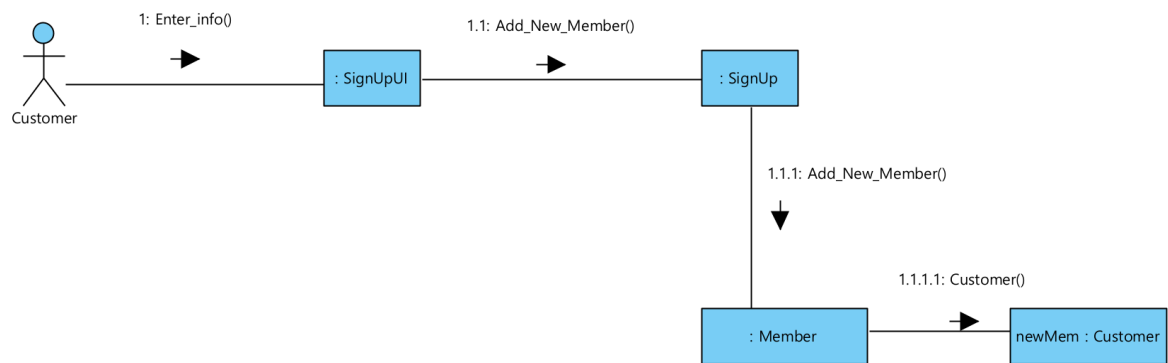 1: Enter_info()
1.1: Add_New_Member()
: SignUpUI
: SignUp
Customer
1.1.1: Add_New_Member()
1.1.1.1: Customer()
: Member
newMem : Customer